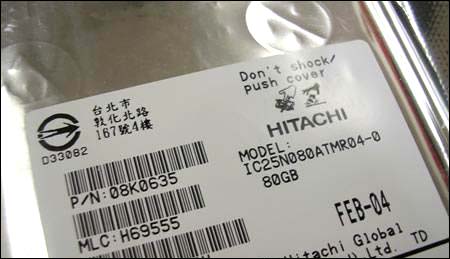 Don't shock/
Push cover
台北市
敦化北路
167號4樓
D33082
HITACHI
MODEL:
IC25N080ATMR04-0
80GB
P/N:08K0635
MLC:H69555
FEB-04
Hitachi Global
TD